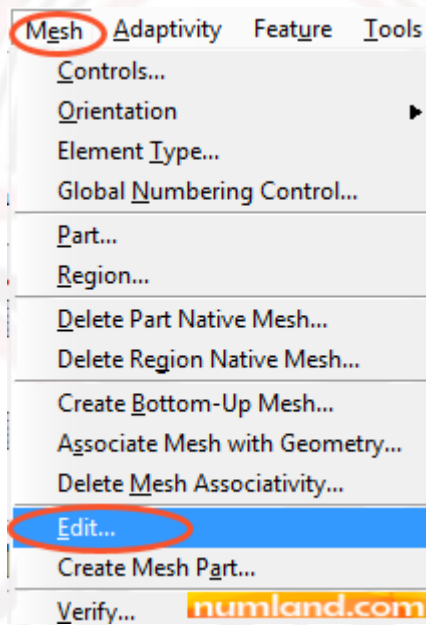 Mesh Adaptivity Feature Tools
Controls...
Orientation
Element Type...
Global Numbering Control...
Part...
Region...
Delete Part Native Mesh...
Delete Region Native Mesh...
Create Bottom-Up Mesh...
Associate Mesh with Geometry...
Delete Mesh Associativity...
Edit...
Create Mesh Part...
Verify...
numland.com